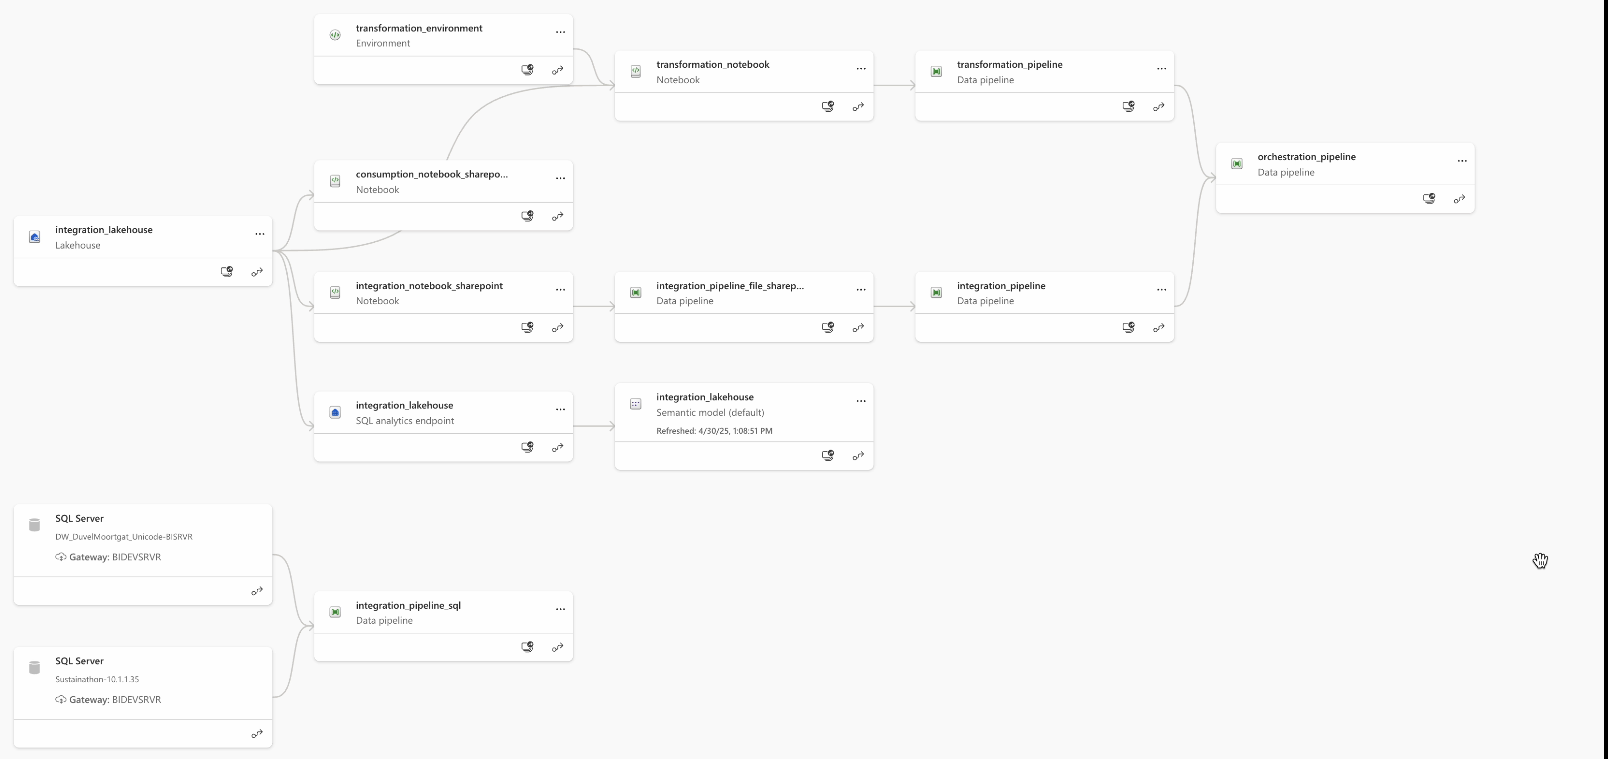 transformation_environment
Environment
transformation_notebook
Notebook
transformation_pipeline
Data pipeline
orchestration_pipeline
Data pipeline
consumption_notebook_sharepo...
Notebook
integration_lakehouse
Lakehouse
integration_notebook_sharepoint
Notebook
integration_pipeline_file_sharep...
Data pipeline
integration_pipeline
Data pipeline
integration_lakehouse
SQL analytics endpoint
integration_lakehouse
Semantic model (default)
Refreshed: 4/30/25, 1:08:51 PM
SQL Server
DW_DuvelMoortgat_Unicode-BISRVR
Gateway: BIDEVSRVR
integration_pipeline_sql
Data pipeline
SQL Server
Sustainathon-10.1.1.35
Gateway: BIDEVSRVR